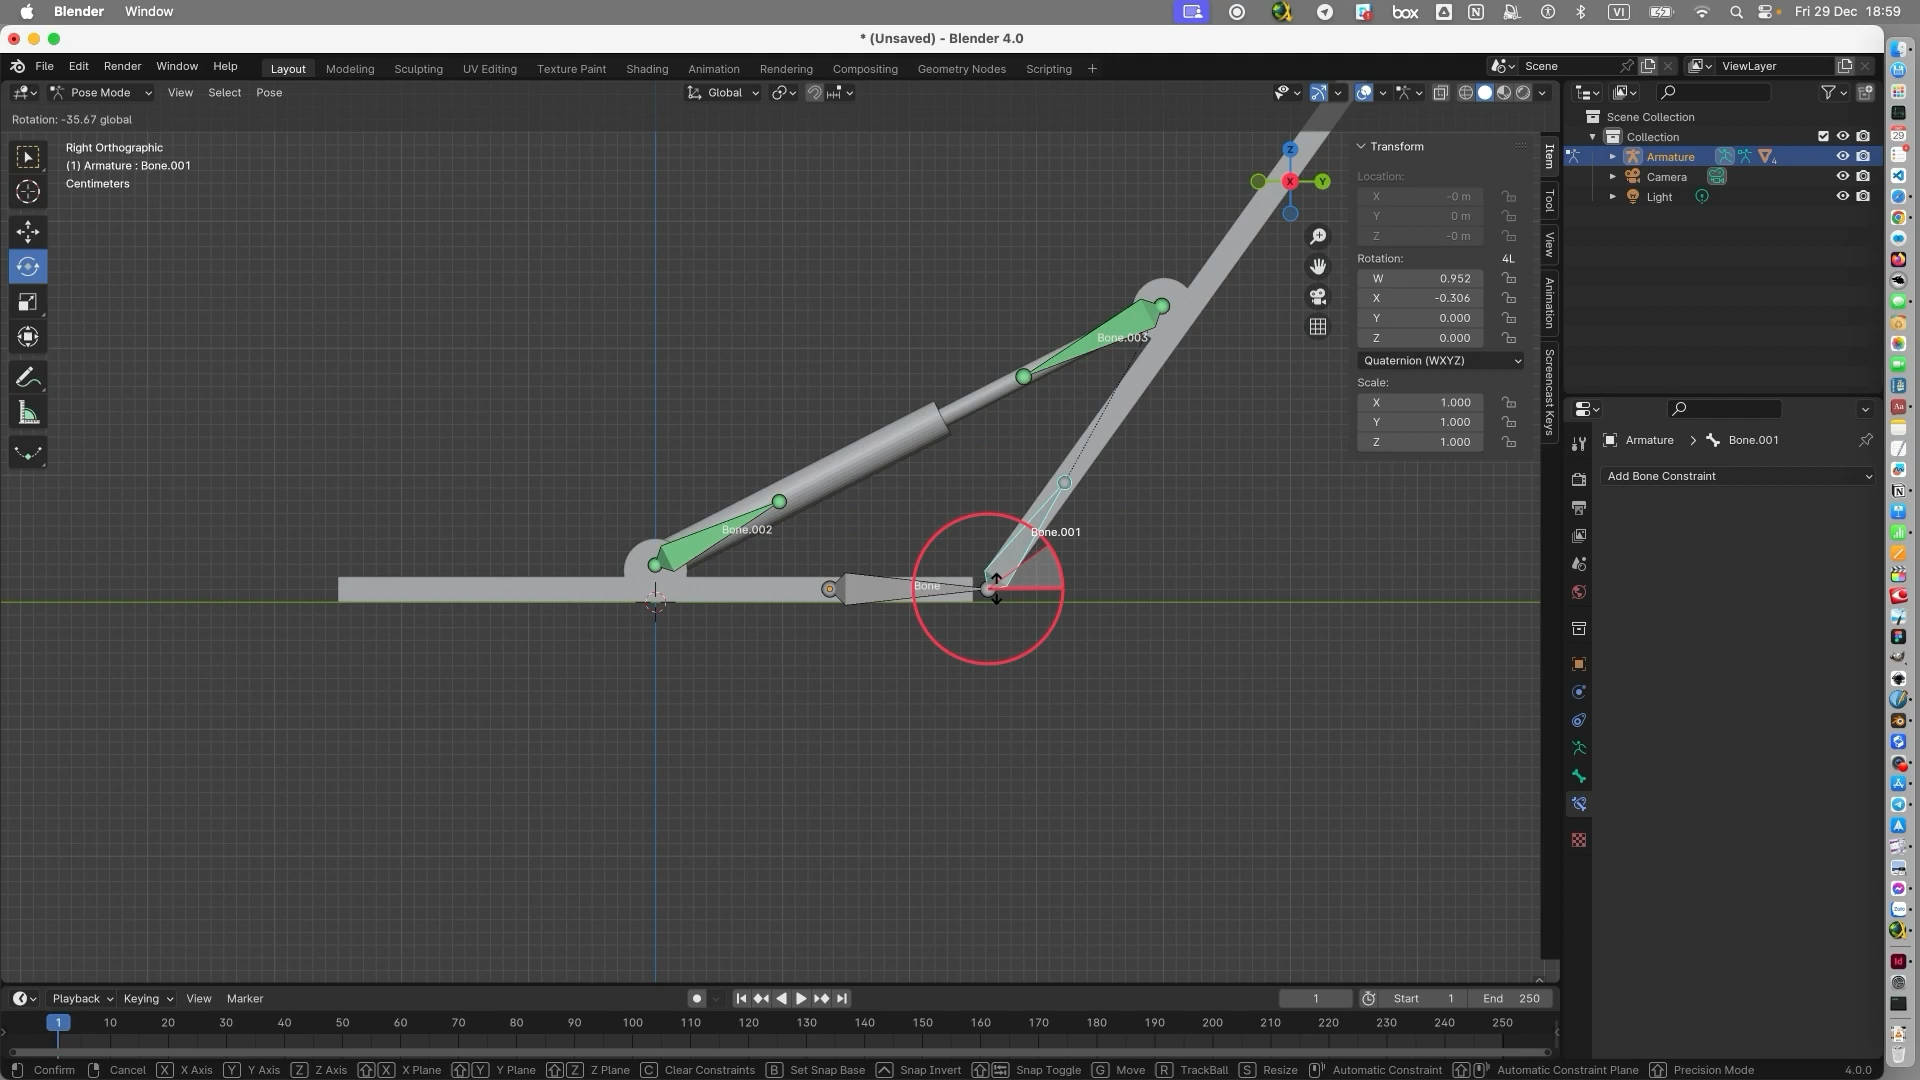 Blender Window
VI
box
Fri 29 Dec 18:59
* (Unsaved) - Blender 4.0
File Edit Render Window Help
Layout Modeling Sculpting UV Editing Texture Paint Shading Animation Rendering Compositing Geometry Nodes Scripting +
Scene
ViewLayer
Pose Mode View Select Pose
Global
Rotation: -35.67 global
Right Orthographic
(1) Armature : Bone.001
Centimeters
Z
X
Y
Transform
Location:
X -0 m
Y 0 m
Z -0 m
Rotation: 4L
W 0.952
X -0.306
Y 0.000
Z 0.000
Quaternion (WXYZ)
Scale:
X 1.000
Y 1.000
Z 1.000
Item
Tool
View
Animation
Screencast Keys
Scene Collection
Collection
Armature
4
Camera
Light
Armature > Bone.001
Add Bone Constraint
Bone.003
Bone.002
Bone.001
Bone
Playback Keying View Marker
1 Start 1 End 250
1 10 20 30 40 50 60 70 80 90 100 110 120 130 140 150 160 170 180 190 200 210 220 230 240 250
Confirm Cancel X X Axis Y Y Axis Z Z Axis X X Plane Y Y Plane Z Z Plane C Clear Constraints B Set Snap Base Snap Invert Snap Toggle G Move R TrackBall S Resize Automatic Constraint Automatic Constraint Plane Precision Mode 4.0.0